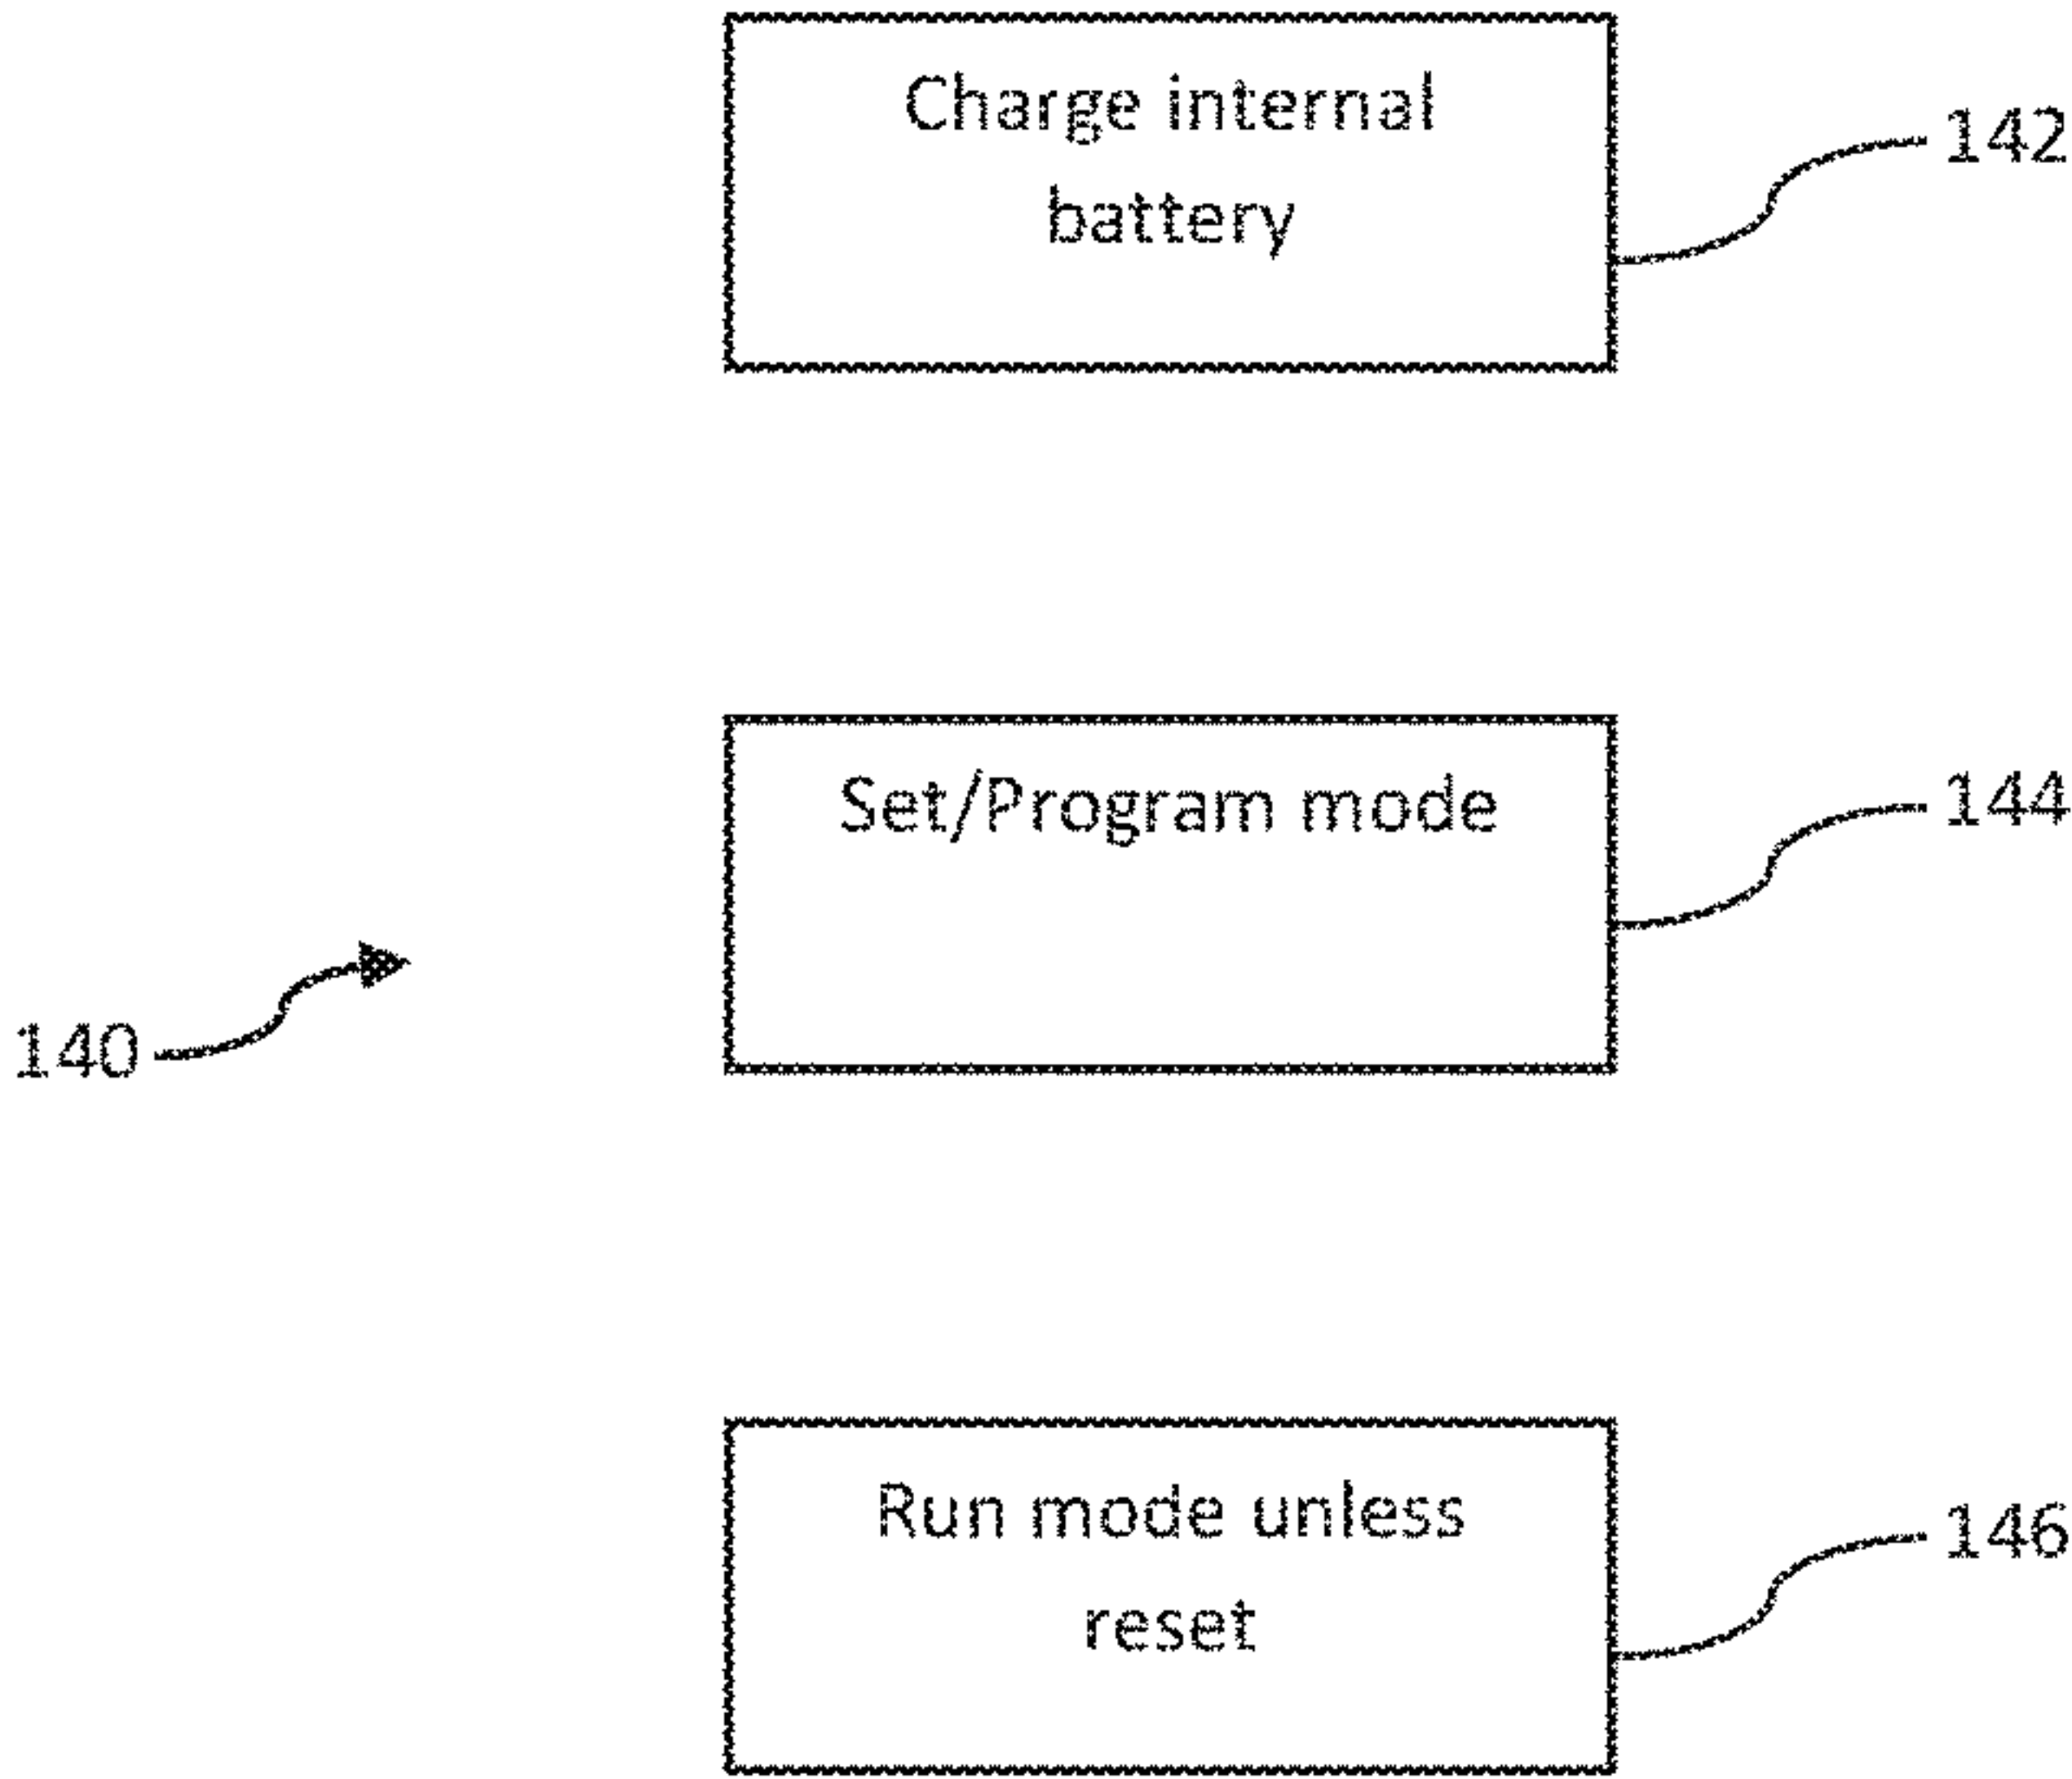 Charge internal
battery
142
Set/Program mode
144
140
Run mode unless
reset
146